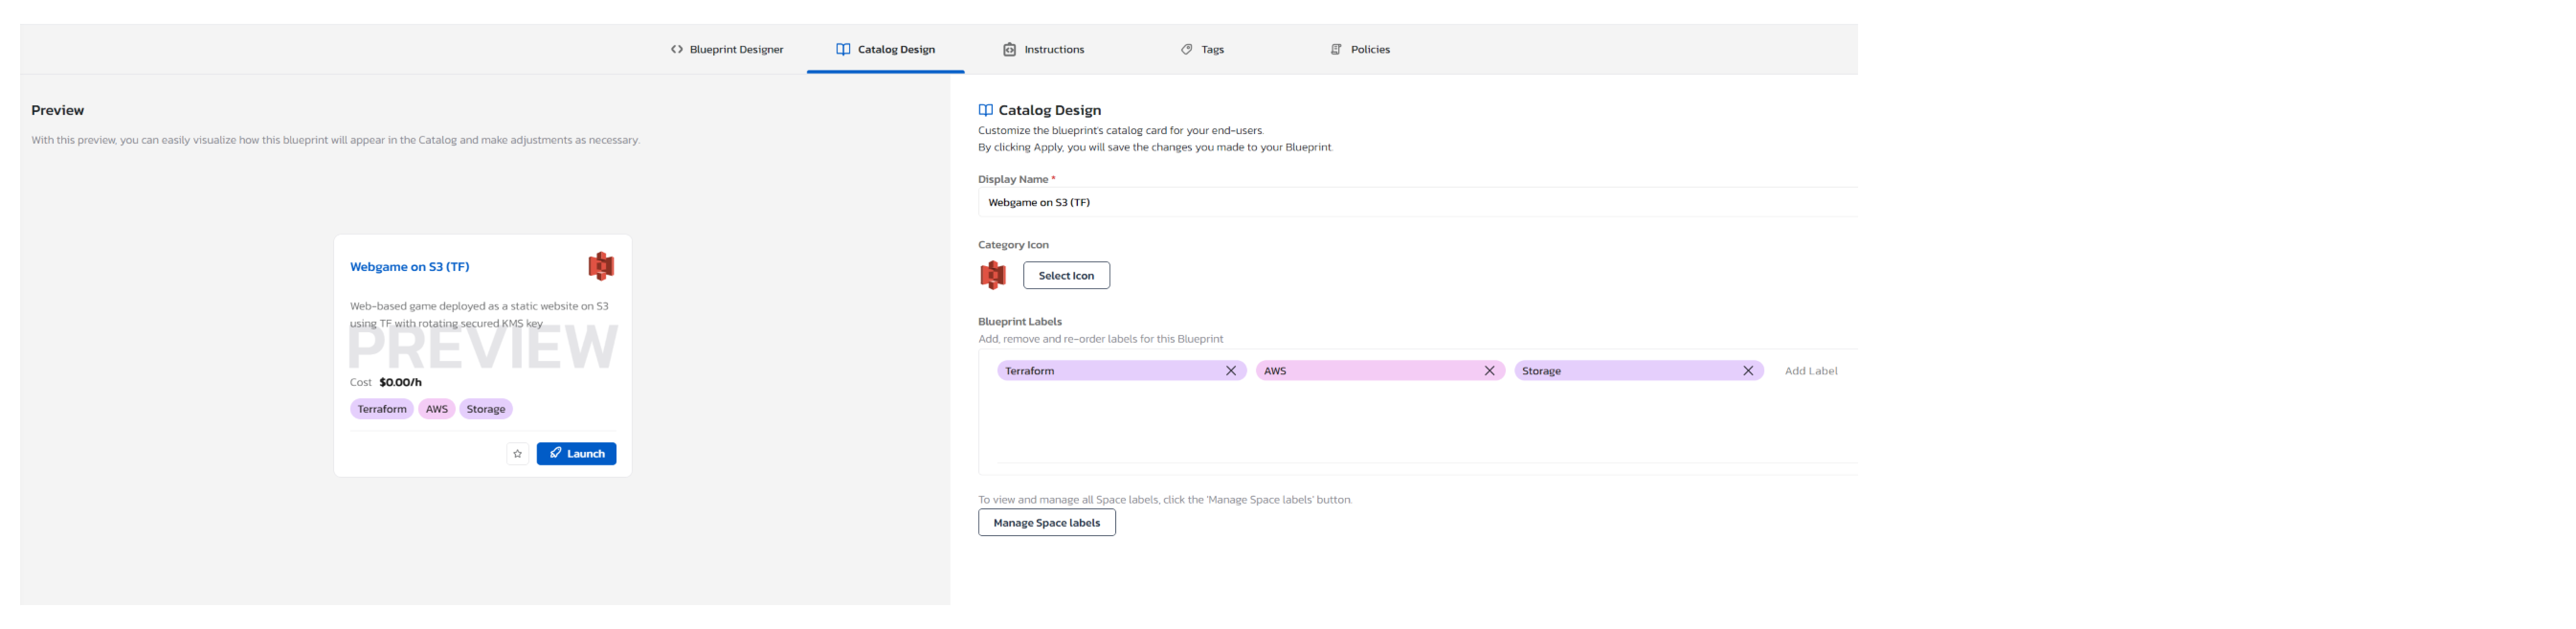 Blueprint Designer
Catalog Design
Instructions
Tags
Policies
Preview
With this preview, you can easily visualize how this blueprint will appear in the Catalog and make adjustments as necessary.
Webgame on S3 (TF)
Web-based game deployed as a static website on S3
using TF with rotating secured KMS key
PREVIEW
Cost $0.00/h
Terraform AWS Storage
Launch
Catalog Design
Customize the blueprint's catalog card for your end-users.
By clicking Apply, you will save the changes you made to your Blueprint.
Display Name *
Webgame on S3 (TF)
Category Icon
Select Icon
Blueprint Labels
Add, remove and re-order labels for this Blueprint
Terraform AWS Storage Add Label
To view and manage all Space labels, click the 'Manage Space labels' button.
Manage Space labels